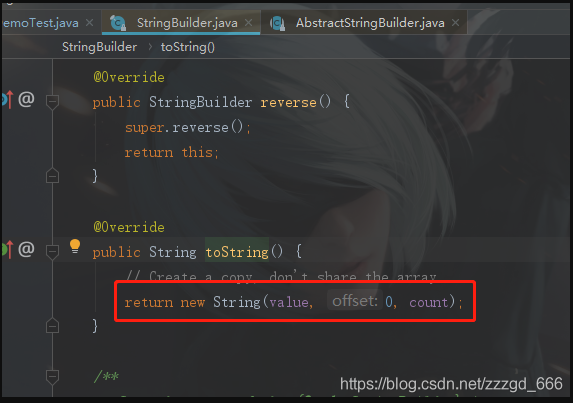 emoTest.java StringBuilder.java AbstractStringBuilder.java
StringBuilder toString()
@Override
public StringBuilder reverse() {
super.reverse();
return this;
}
@Override
public String toString() {
// Create a copy, don't share the array
return new String(value, offset: 0, count);
}
/**
https://blog.csdn.net/zzzgd_666